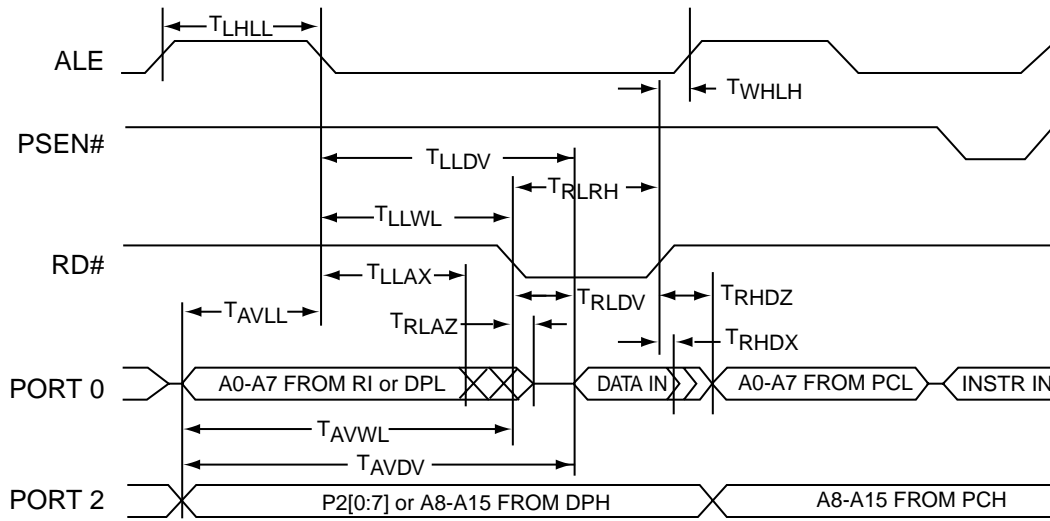 TLHLL
ALE
TWHLH
PSEN#
TLLDV
TRLRH
TLLWL
RD#
TLLAX
TAVLL
TRLDV
TRHDZ
TRLAZ
TRHDX
PORT 0
A0-A7 FROM RI or DPL
DATA IN
A0-A7 FROM PCL
INSTR IN
TAVWL
TAVDV
PORT 2
P2[0:7] or A8-A15 FROM DPH
A8-A15 FROM PCH